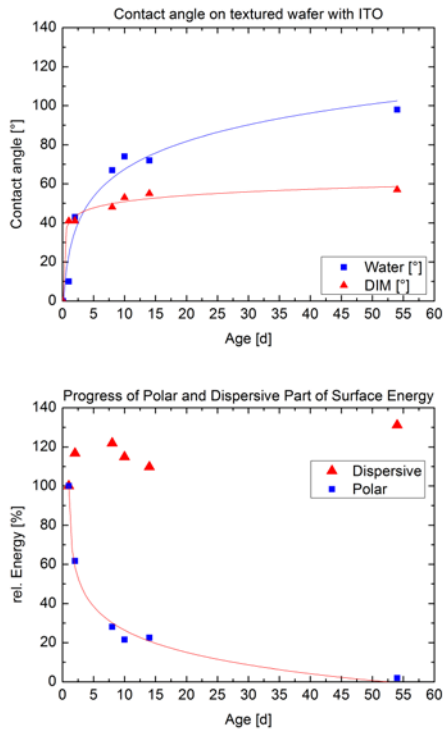 Contact angle on textured wafer with ITO
140
120
100
80
60
40
20
0
Contact angle [°]
Water [°]
DIM [°]
0 5 10 15 20 25 30 35 40 45 50 55 60
Age [d]
Progress of Polar and Dispersive Part of Surface Energy
140
120
100
80
60
40
20
0
rel. Energy [%]
Dispersive
Polar
0 5 10 15 20 25 30 35 40 45 50 55 60
Age [d]